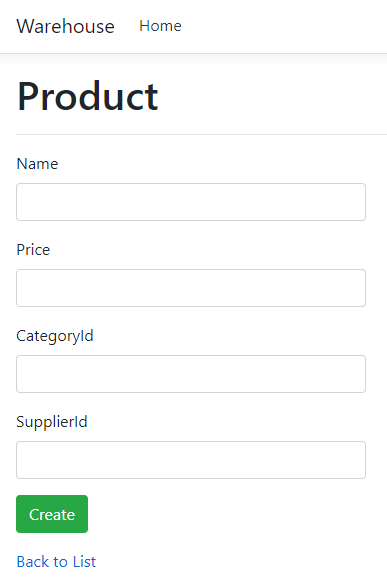 Warehouse Home
Product
Name
Price
CategoryId
SupplierId
Create
Back to List